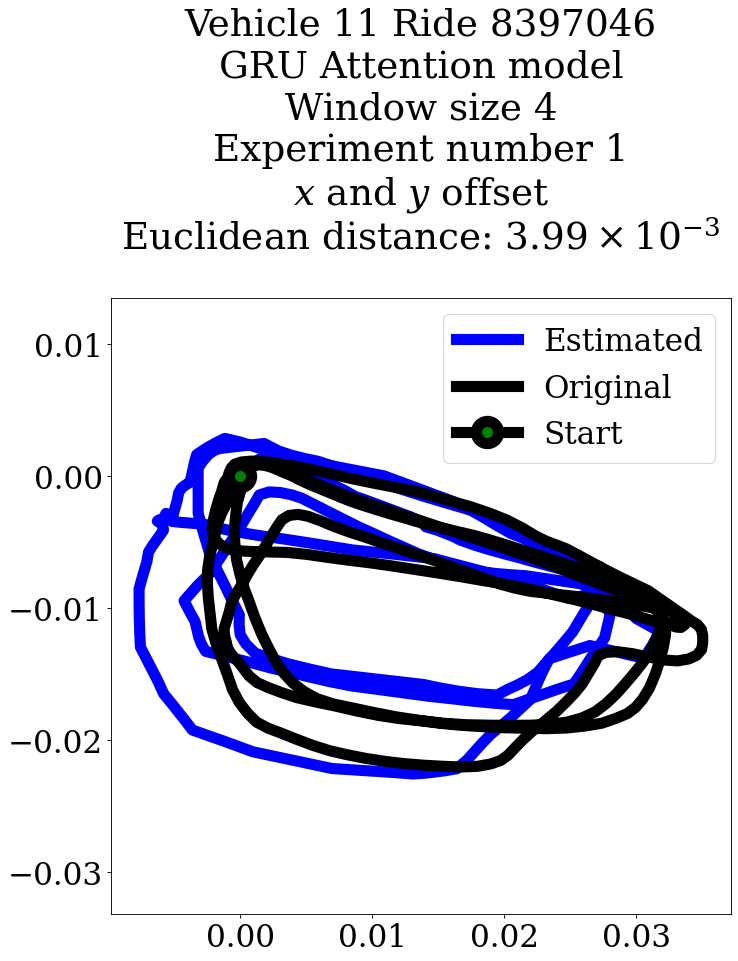 Vehicle 11 Ride 8397046
GRU Attention model
Window size 4
Experiment number 1
x and y offset
Euclidean distance: 3.99 × 10⁻³
Estimated
Original
Start
0.01
0.00
−0.01
−0.02
−0.03
0.00 0.01 0.02 0.03